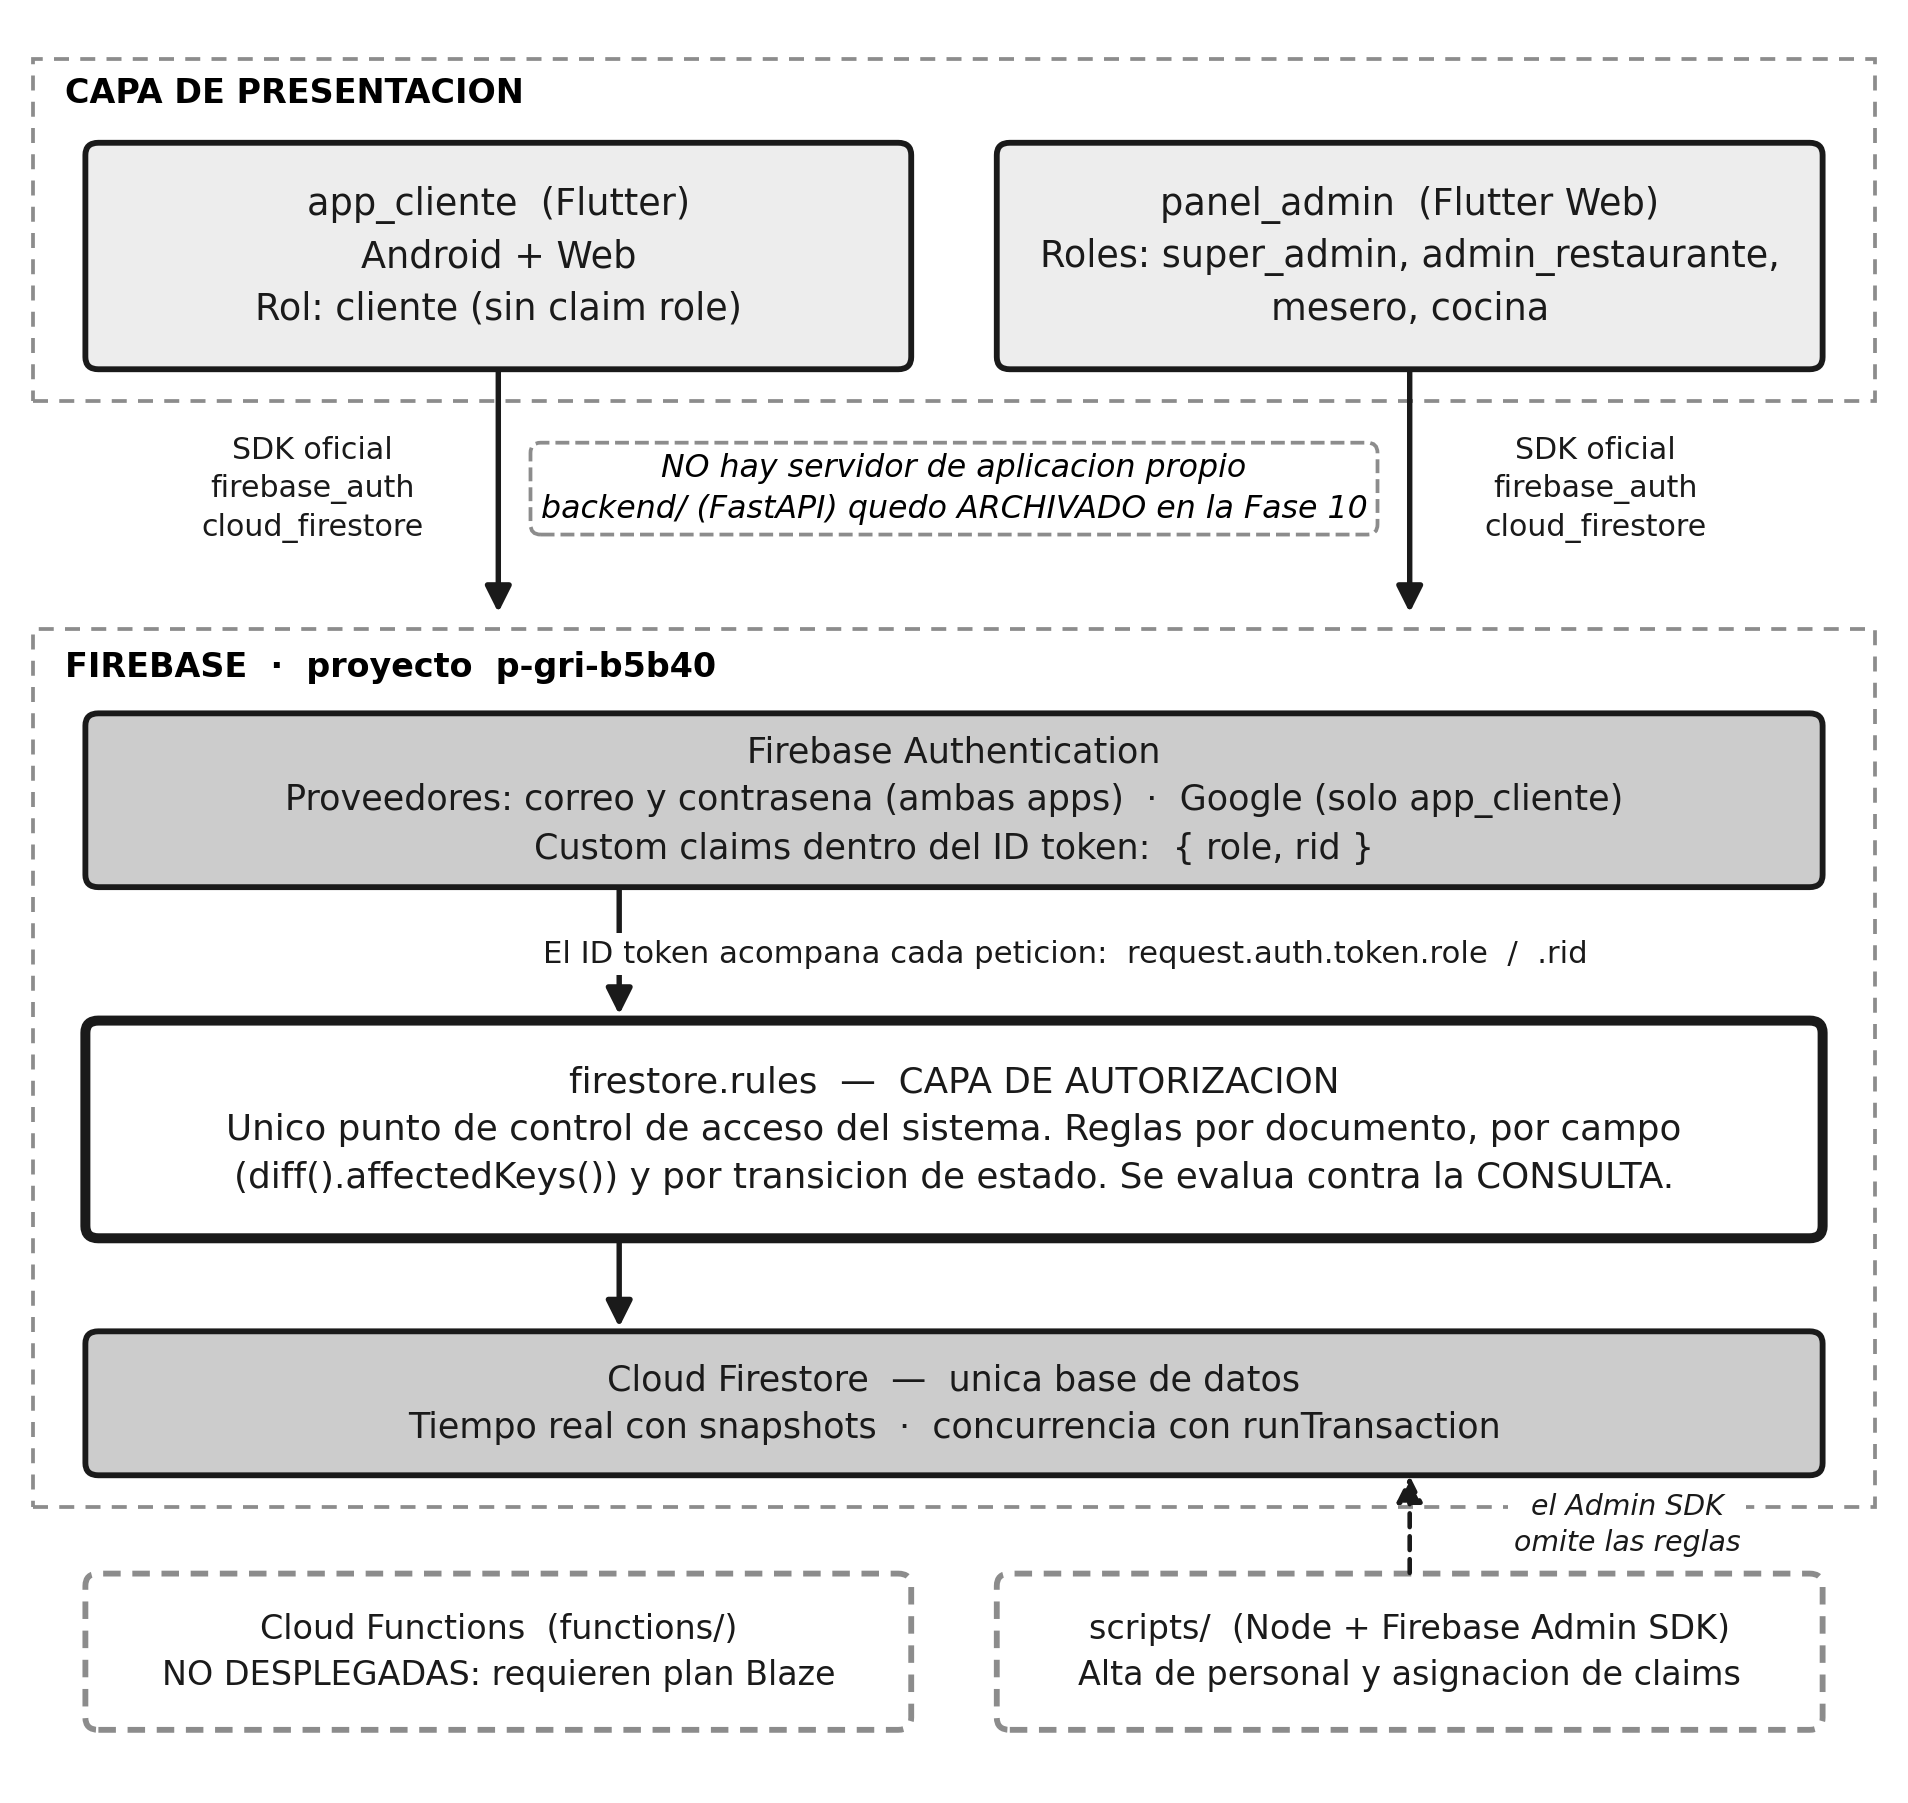 CAPA DE PRESENTACION
app_cliente (Flutter)
Android + Web
Rol: cliente (sin claim role)
panel_admin (Flutter Web)
Roles: super_admin, admin_restaurante,
mesero, cocina
SDK oficial
firebase_auth
cloud_firestore
NO hay servidor de aplicacion propio
backend/ (FastAPI) quedo ARCHIVADO en la Fase 10
SDK oficial
firebase_auth
cloud_firestore
FIREBASE · proyecto p-gri-b5b40
Firebase Authentication
Proveedores: correo y contrasena (ambas apps) · Google (solo app_cliente)
Custom claims dentro del ID token: { role, rid }
El ID token acompana cada peticion: request.auth.token.role / .rid
firestore.rules — CAPA DE AUTORIZACION
Unico punto de control de acceso del sistema. Reglas por documento, por campo
(diff().affectedKeys()) y por transicion de estado. Se evalua contra la CONSULTA.
Cloud Firestore — unica base de datos
Tiempo real con snapshots · concurrencia con runTransaction
el Admin SDK
omite las reglas
Cloud Functions (functions/)
NO DESPLEGADAS: requieren plan Blaze
scripts/ (Node + Firebase Admin SDK)
Alta de personal y asignacion de claims